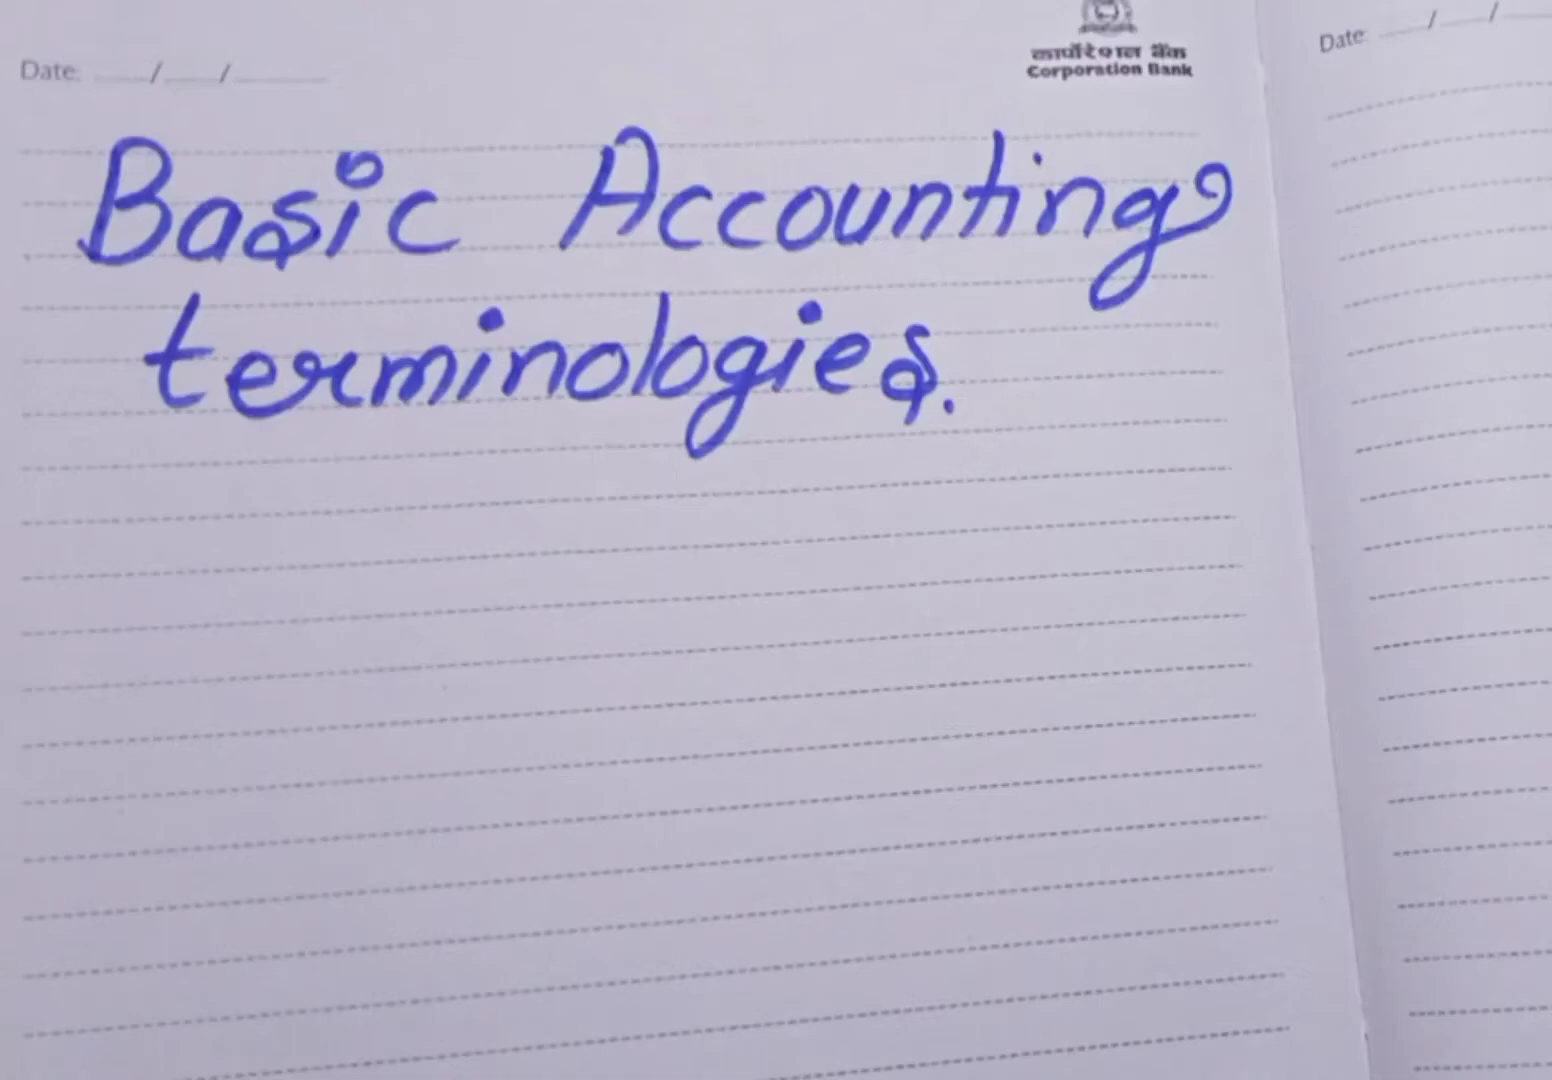 Date: / /
कार्पोरेशन बैंक
Corporation Bank
Basic Accounting
terminologies.
Date / /